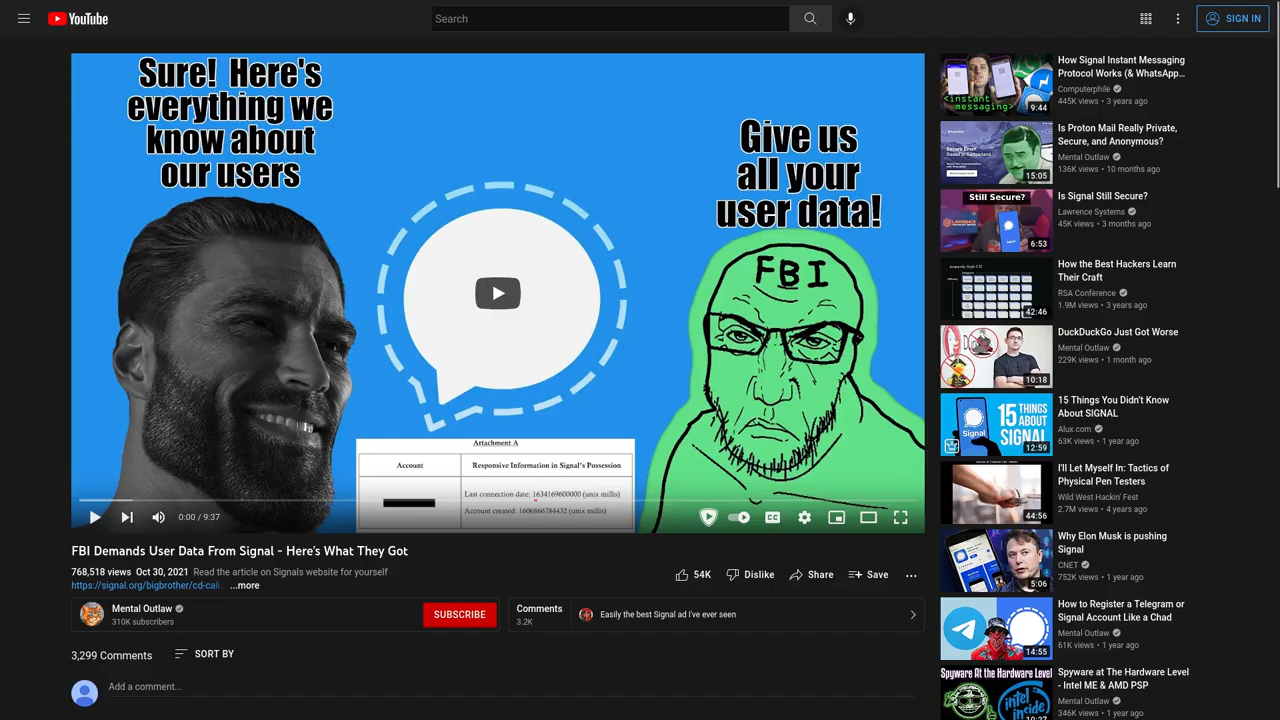 YouTube
Search
SIGN IN
Sure! Here's
everything we
know about
our users
Give us
all your
user data!
FBI
Attachment A
Account
Responsive Information in Signal's Possession
Last connection date: 1634169600000 (unix millis)
Account created: 1606866784432 (unix millis)
0:00 / 9:37
FBI Demands User Data From Signal - Here's What They Got
768,518 views Oct 30, 2021 Read the article on Signals website for yourself
https://signal.org/bigbrother/cd-cali ...more
54K
Dislike
Share
Save
Mental Outlaw
310K subscribers
SUBSCRIBE
Comments
3.2K
Easily the best Signal ad I've ever seen
3,299 Comments
SORT BY
Add a comment...
<instant
messaging>
9:44
How Signal Instant Messaging
Protocol Works (& WhatsApp...
Computerphile
445K views • 3 years ago
15:05
Is Proton Mail Really Private,
Secure, and Anonymous?
Mental Outlaw
136K views • 10 months ago
Still Secure?
LAWRENCE
6:53
Is Signal Still Secure?
Lawrence Systems
45K views • 3 months ago
42:46
How the Best Hackers Learn
Their Craft
RSA Conference
1.9M views • 3 years ago
10:18
DuckDuckGo Just Got Worse
Mental Outlaw
229K views • 1 month ago
Signal
15 THINGS
ABOUT
SIGNAL
12:59
15 Things You Didn't Know
About SIGNAL
Alux.com
63K views • 1 year ago
44:56
I'll Let Myself In: Tactics of
Physical Pen Testers
Wild West Hackin' Fest
2.7M views • 4 years ago
5:06
Why Elon Musk is pushing
Signal
CNET
752K views • 1 year ago
14:55
How to Register a Telegram or
Signal Account Like a Chad
Mental Outlaw
61K views • 1 year ago
Spyware At the Hardware Level
intel
inside
10:27
Spyware at The Hardware Level
- Intel ME & AMD PSP
Mental Outlaw
346K views • 1 year ago